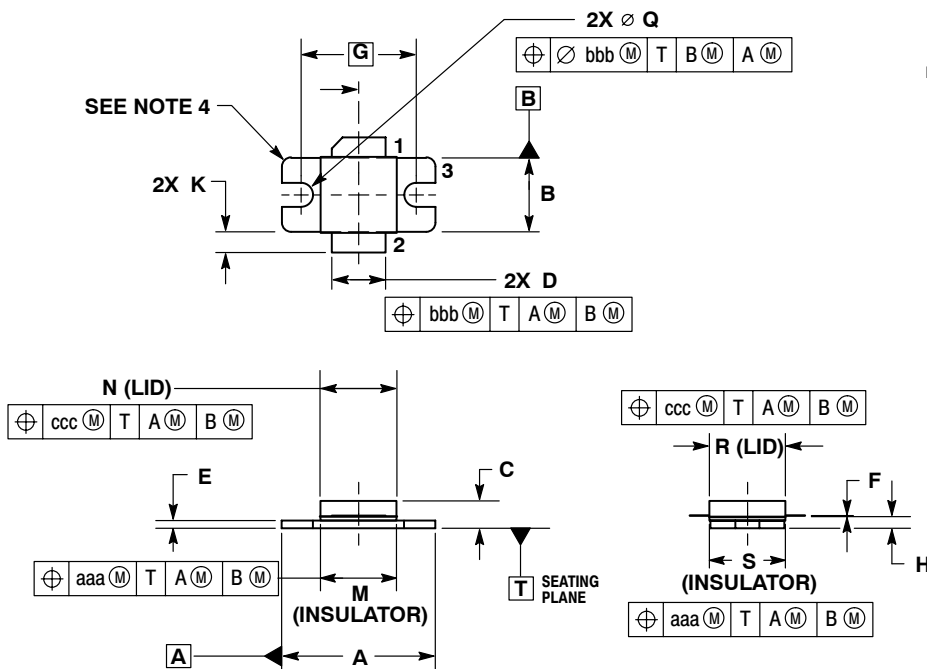 2X ⌀ Q
⌖ ⌀ bbb Ⓜ T B Ⓜ A Ⓜ
G
SEE NOTE 4
B
1
3
2X K
B
2
2X D
⌖ bbb Ⓜ T A Ⓜ B Ⓜ
N (LID)
⌖ ccc Ⓜ T A Ⓜ B Ⓜ
⌖ ccc Ⓜ T A Ⓜ B Ⓜ
R (LID)
E
C
F
⌖ aaa Ⓜ T A Ⓜ B Ⓜ
M
(INSULATOR)
T SEATING
PLANE
S
(INSULATOR)
H
⌖ aaa Ⓜ T A Ⓜ B Ⓜ
A
A